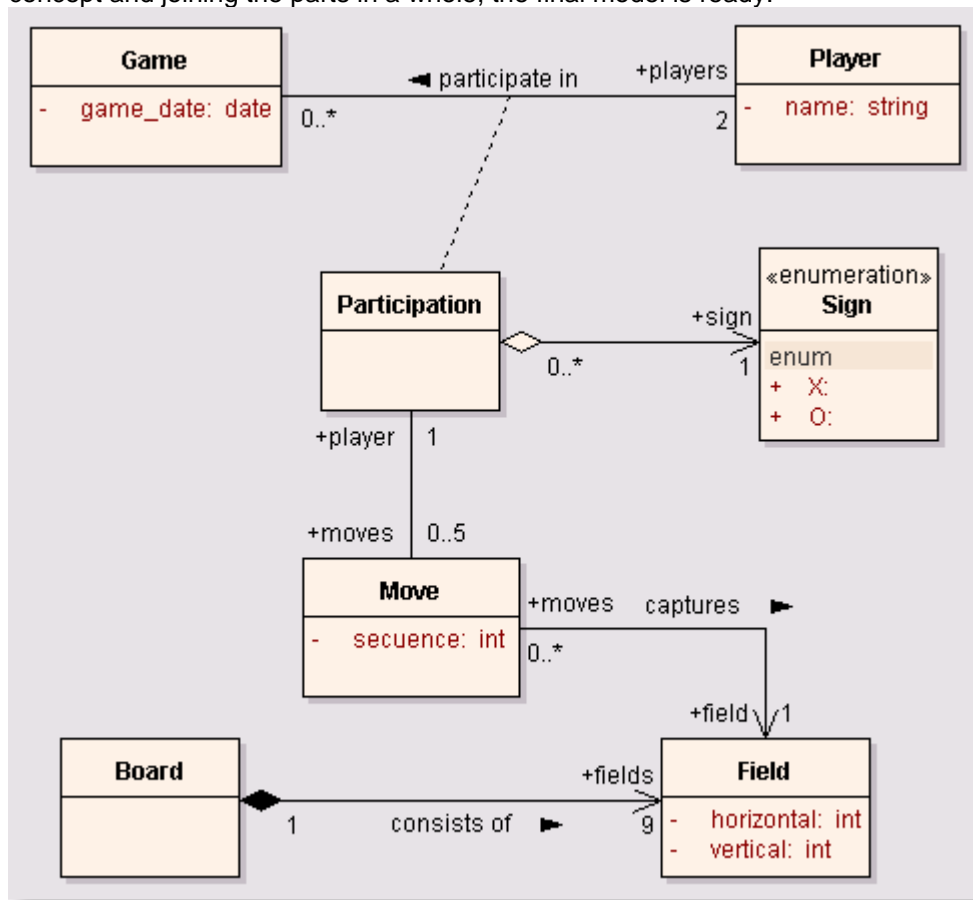 concept and joining the parts in a whole, the final model is ready.
Game
- game_date: date
0..*
◄ participate in
+players
2
Player
- name: string
Participation
0..*
+sign
1
«enumeration»
Sign
enum
+ X:
+ O:
+player 1
+moves 0..5
Move
- secuence: int
+moves captures ►
0..*
+field 1
Board
1
consists of ►
+fields
9
Field
- horizontal: int
- vertical: int